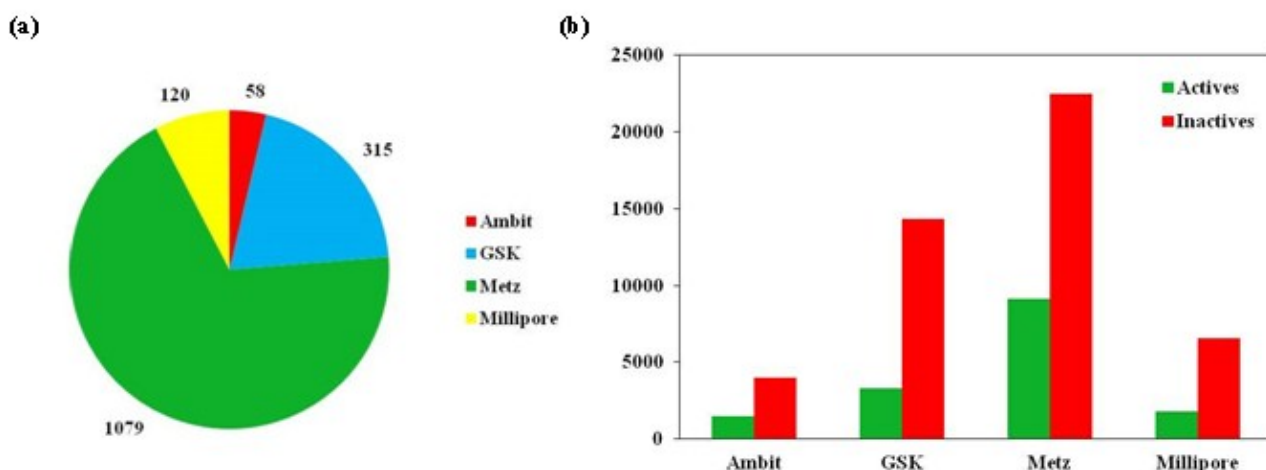 (a)
120
58
315
1079
Ambit
GSK
Metz
Millipore
(b)
25000
20000
15000
10000
5000
0
Actives
Inactives
Ambit GSK Metz Millipore